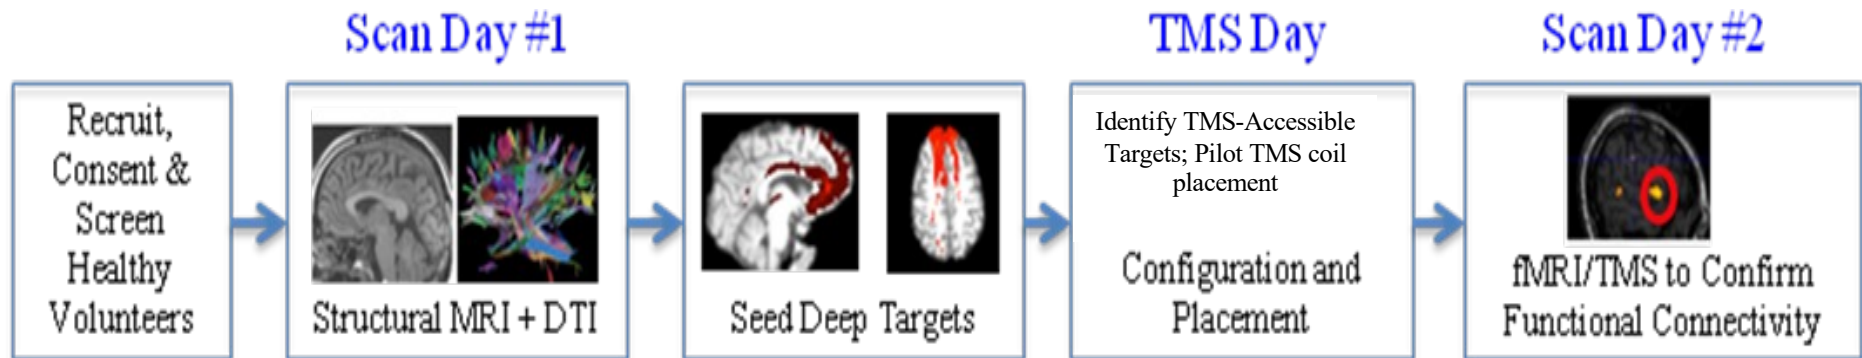 Scan Day #1
TMS Day
Scan Day #2
Recruit,
Consent &
Screen
Healthy
Volunteers
Structural MRI + DTI
Seed Deep Targets
Identify TMS-Accessible
Targets; Pilot TMS coil
placement
Configuration and
Placement
fMRI/TMS to Confirm
Functional Connectivity